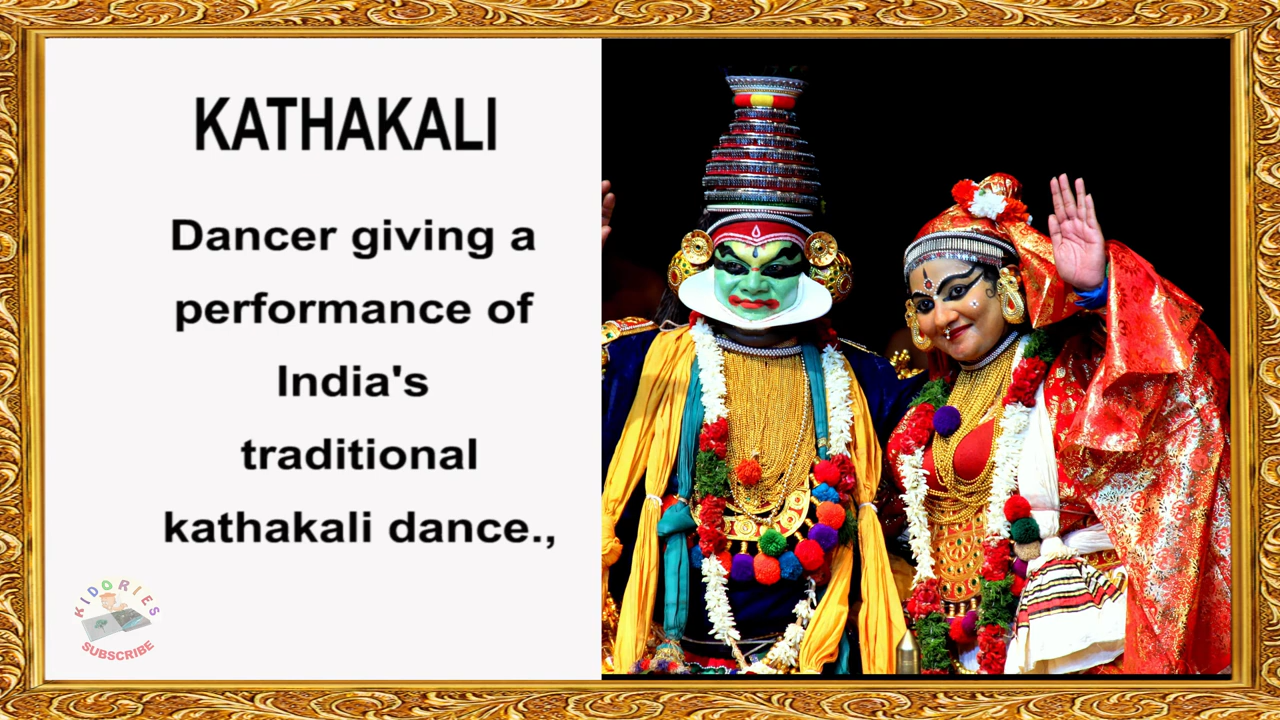 KATHAKALI
Dancer giving a
performance of
India's
traditional
kathakali dance.,
KIDORIES
SUBSCRIBE